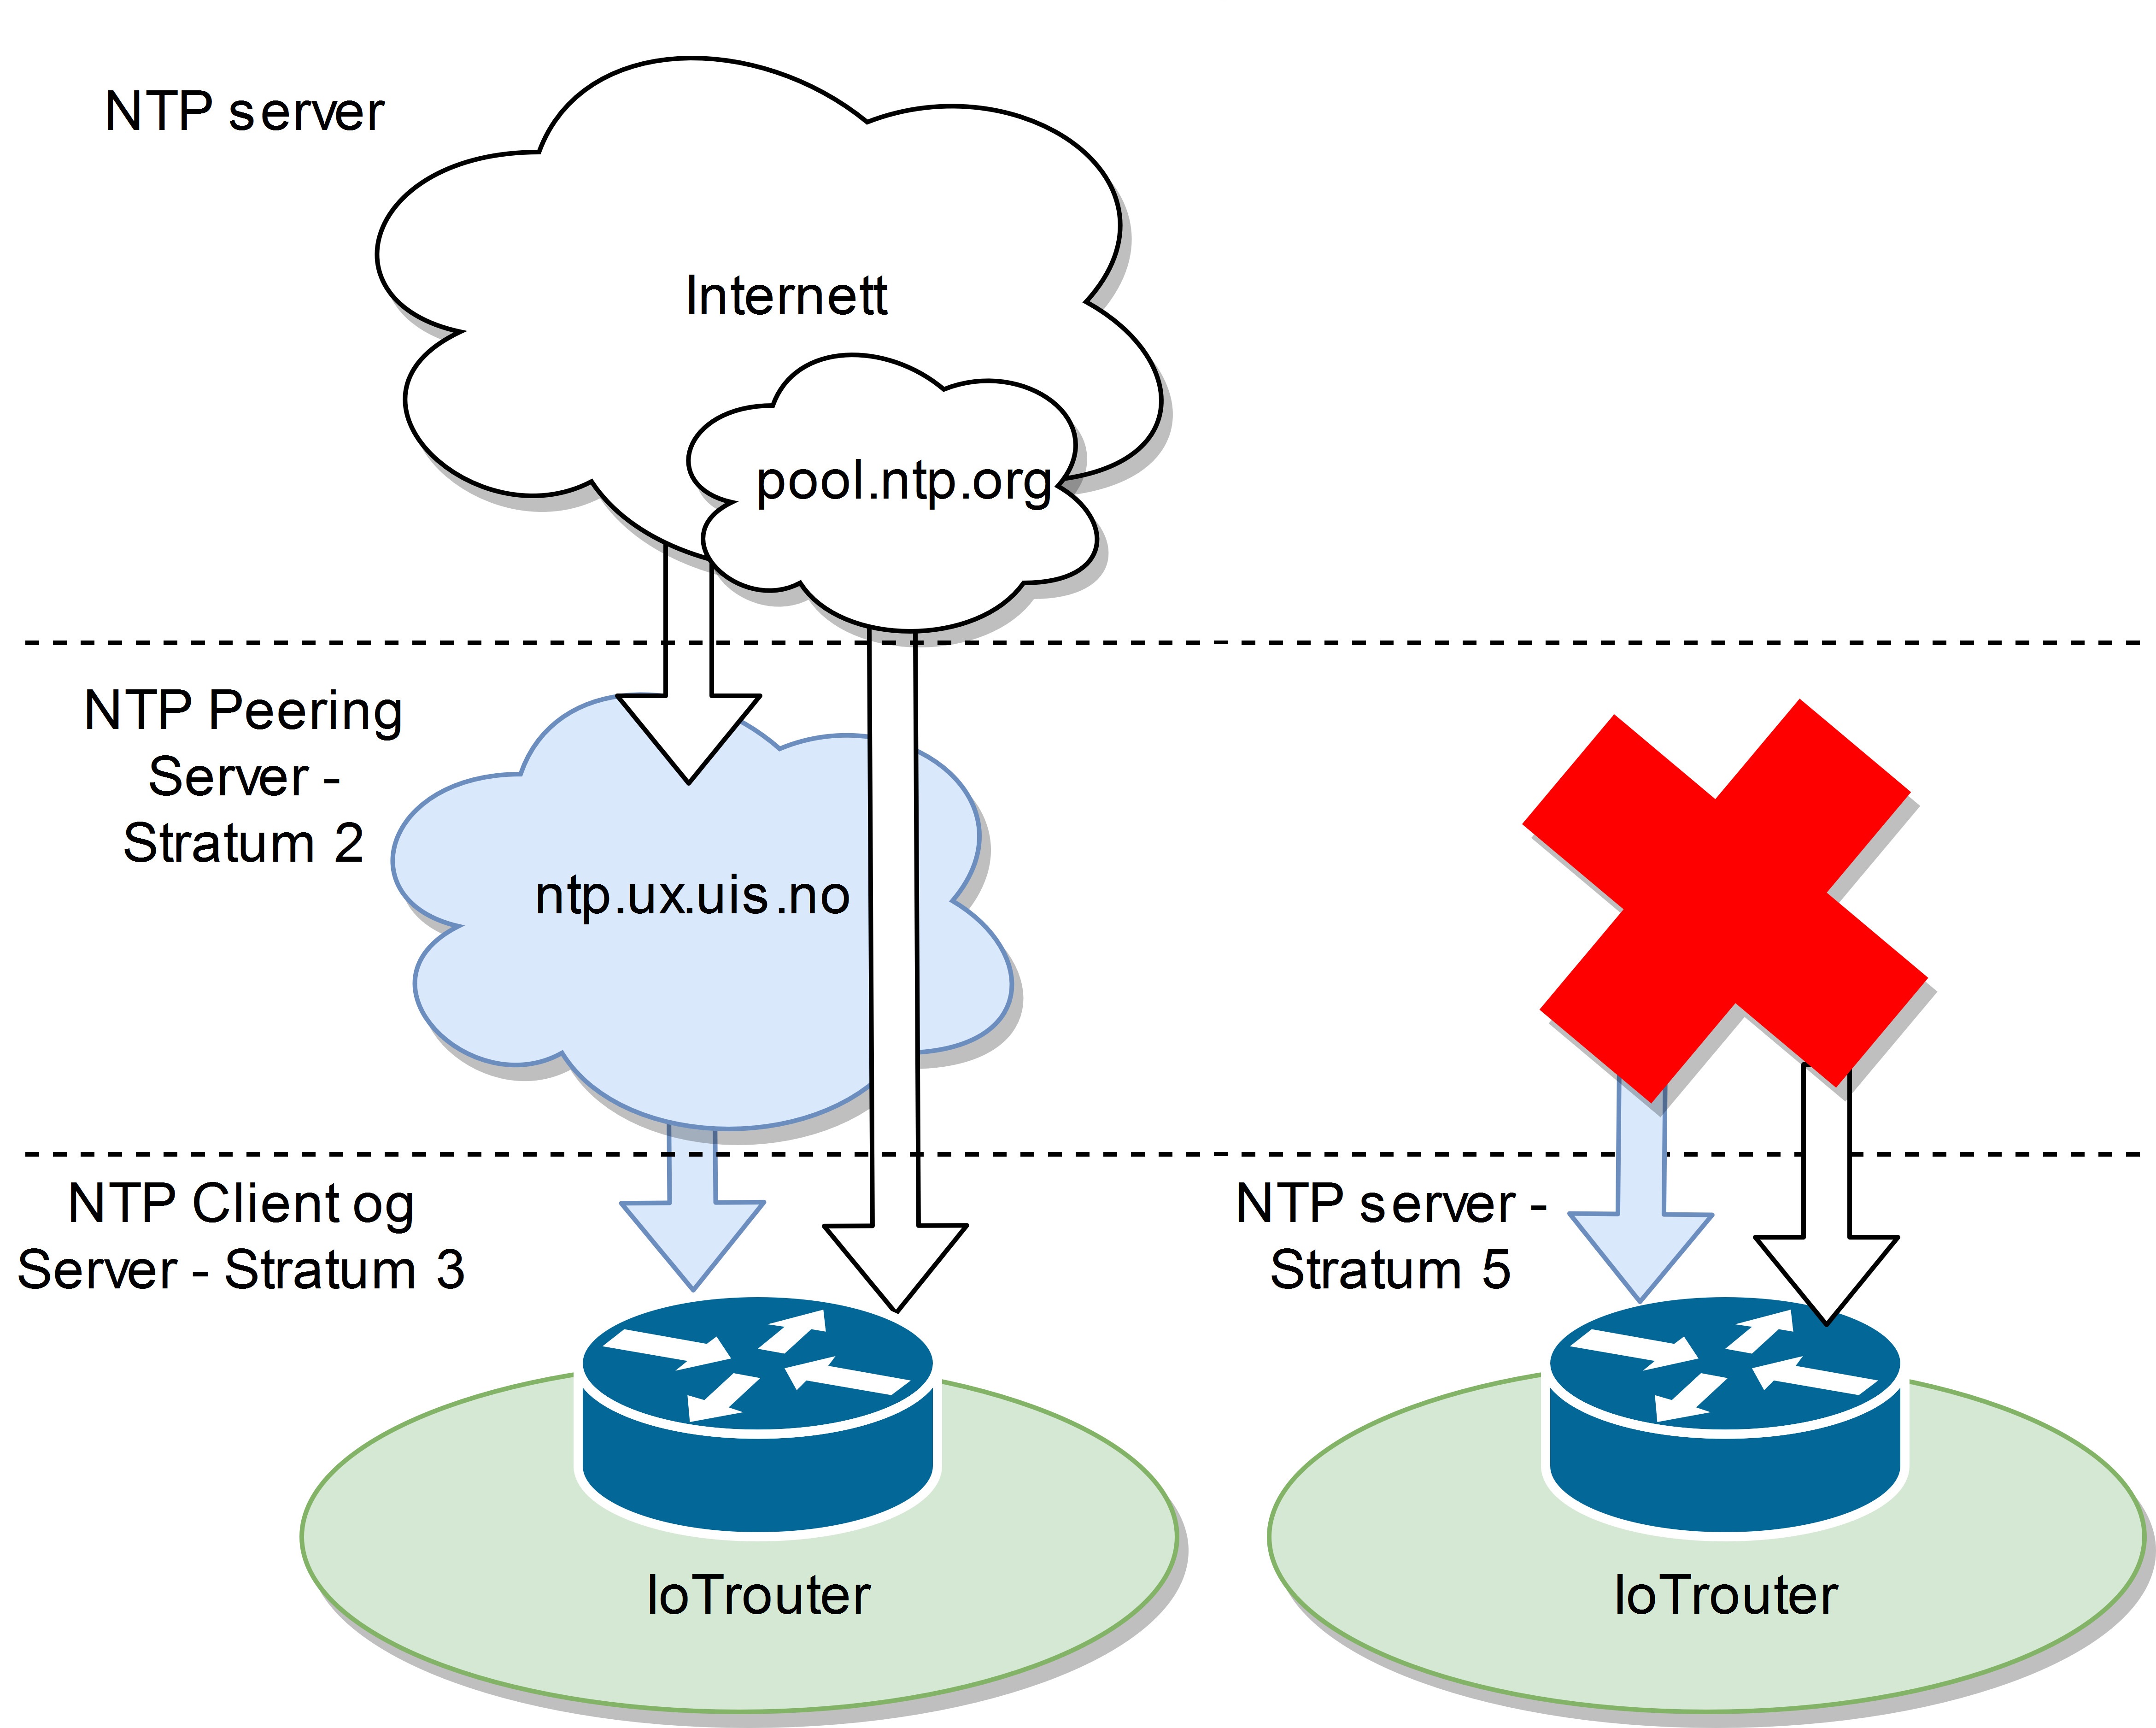 NTP server
Internett
pool.ntp.org
NTP Peering
Server -
Stratum 2
ntp.ux.uis.no
NTP Client og
Server - Stratum 3
NTP server -
Stratum 5
IoTrouter
IoTrouter